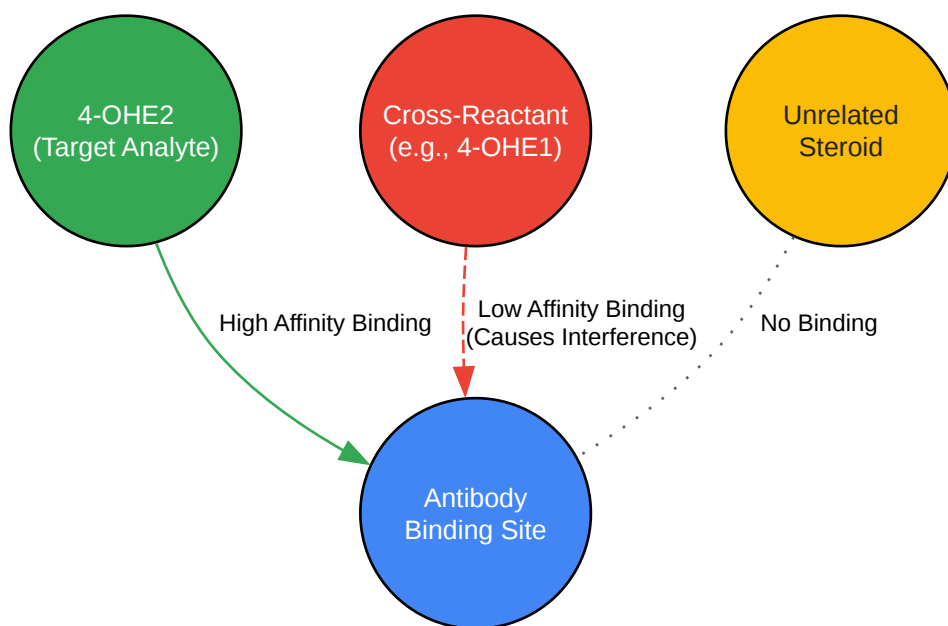 4-OHE2
(Target Analyte)
Cross-Reactant
(e.g., 4-OHE1)
Unrelated
Steroid
High Affinity Binding
Low Affinity Binding
(Causes Interference)
No Binding
Antibody
Binding Site